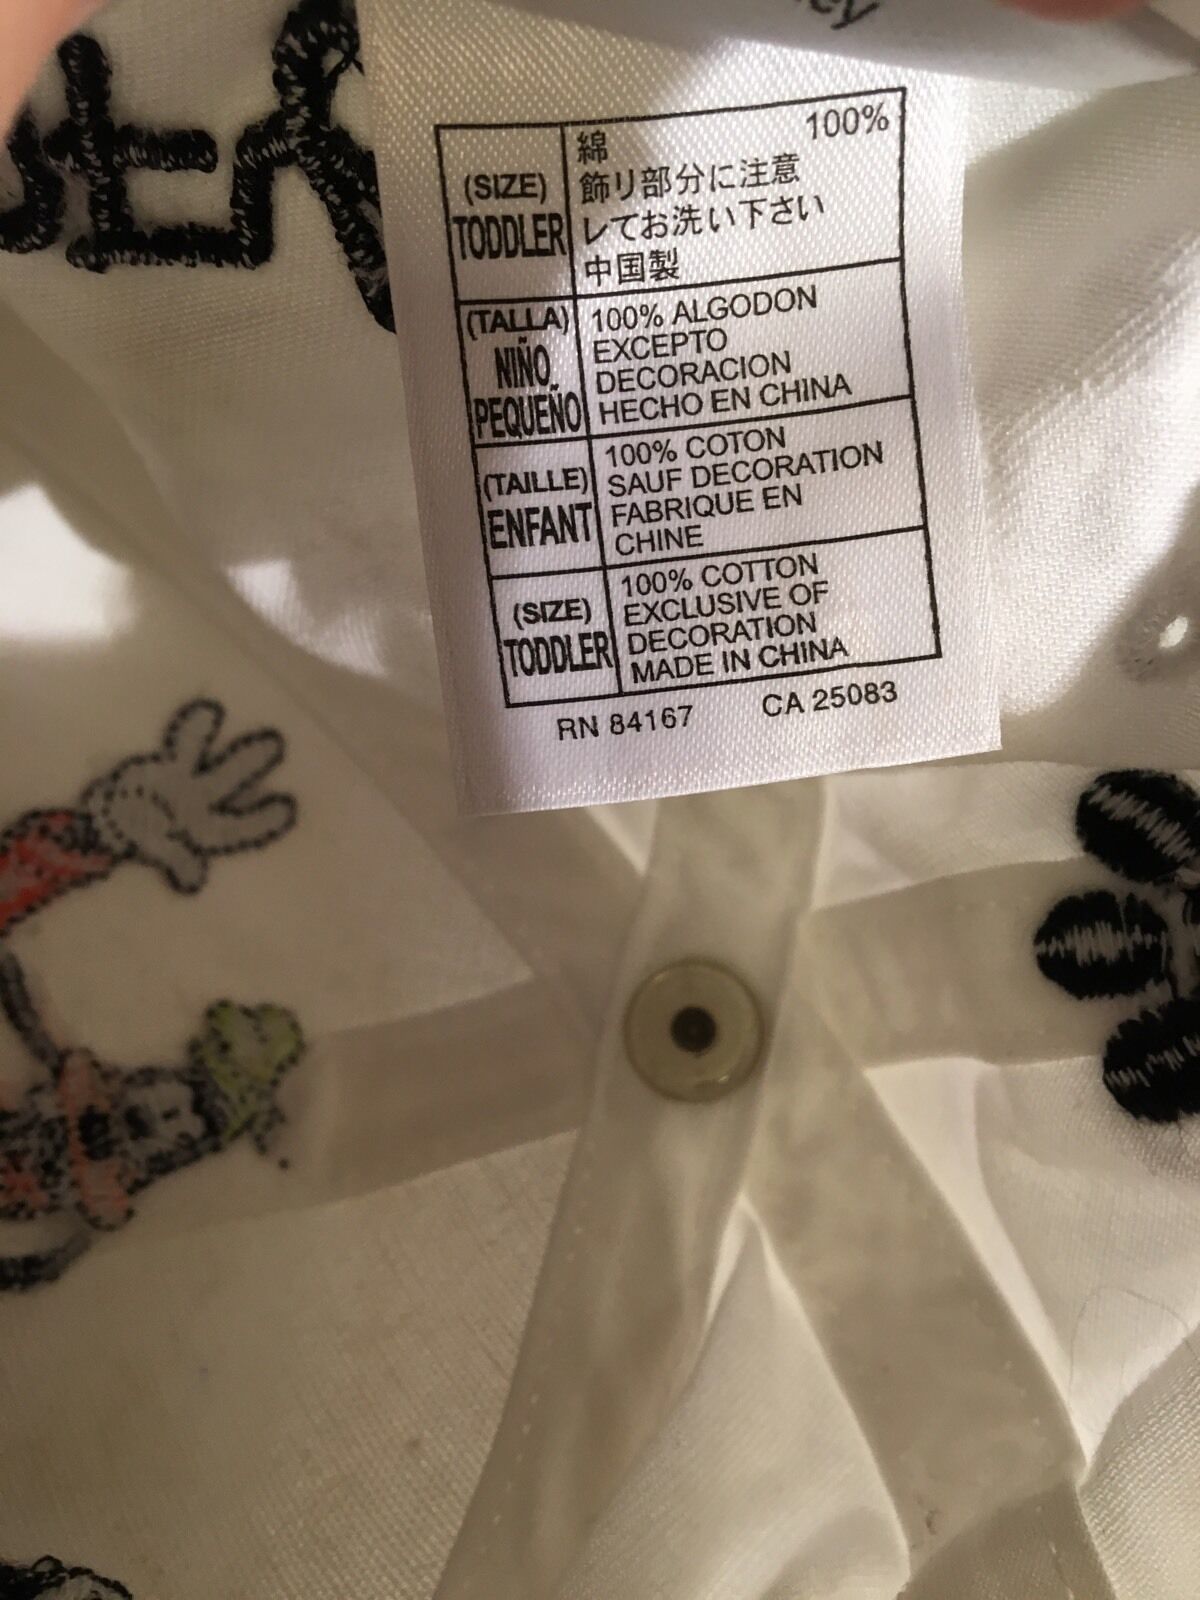 (SIZE)
TODDLER
綿 100%
飾り部分に注意
してお洗い下さい
中国製
(TALLA)
NIÑO
PEQUEÑO
100% ALGODON
EXCEPTO
DECORACION
HECHO EN CHINA
(TAILLE)
ENFANT
100% COTON
SAUF DECORATION
FABRIQUE EN
CHINE
(SIZE)
TODDLER
100% COTTON
EXCLUSIVE OF
DECORATION
MADE IN CHINA
RN 84167 CA 25083